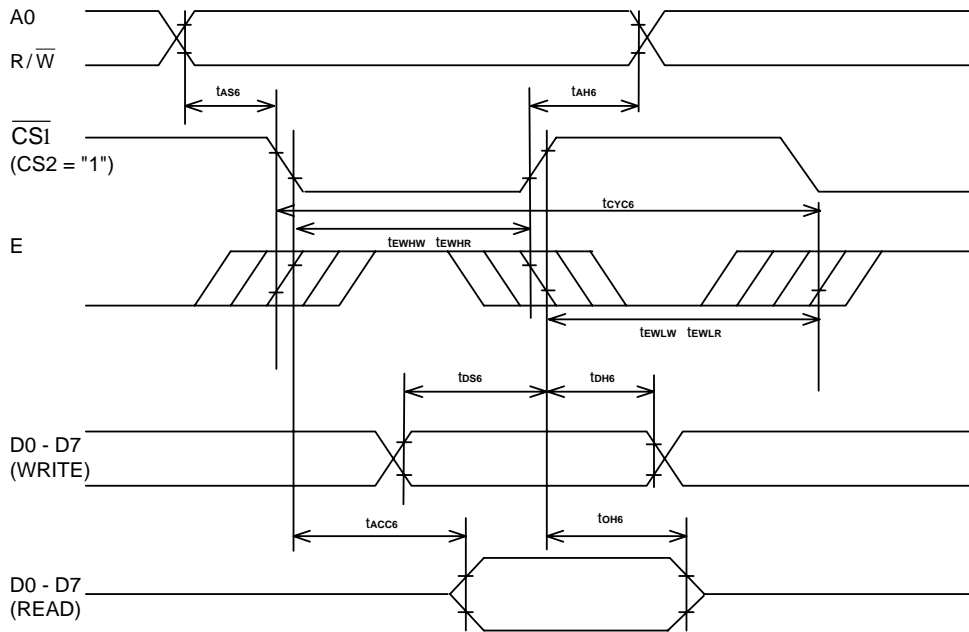 A0
R/W̅
tAS6 tAH6
C̅S̅1̅
(CS2 = "1")
tCYC6
tEWHW tEWHR
E
tEWLW tEWLR
tDS6 tDH6
D0 - D7
(WRITE)
tACC6 tOH6
D0 - D7
(READ)